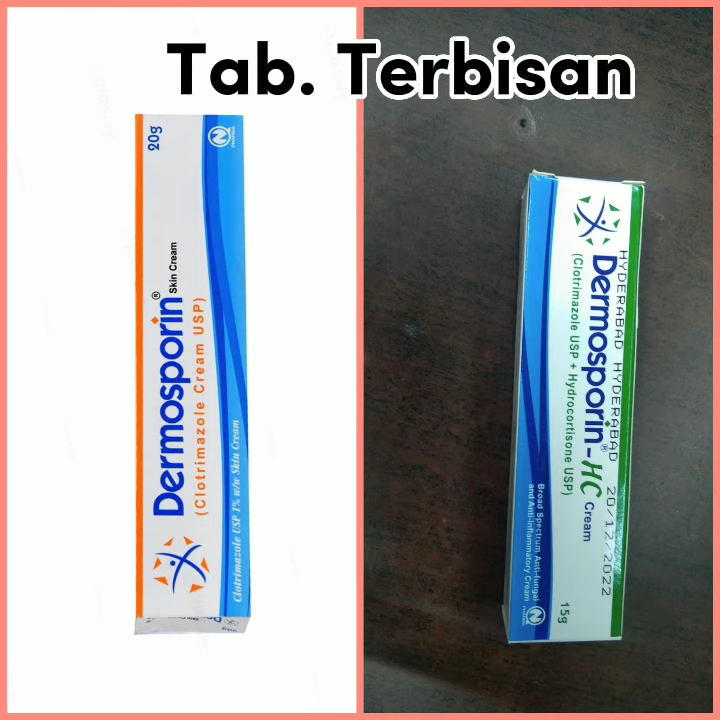 Tab. Terbisan
20g
Dermosporin®
Skin Cream
(Clotrimazole Cream USP)
Clotrimazole USP 1% w/w Skin Cream
20g
HYDERABAD HYDERABAD 20/12/2022
Dermosporin®-HC Cream
(Clotrimazole USP + Hydrocortisone USP)
Broad Spectrum Anti-fungal
and Anti-inflammatory Cream
15g